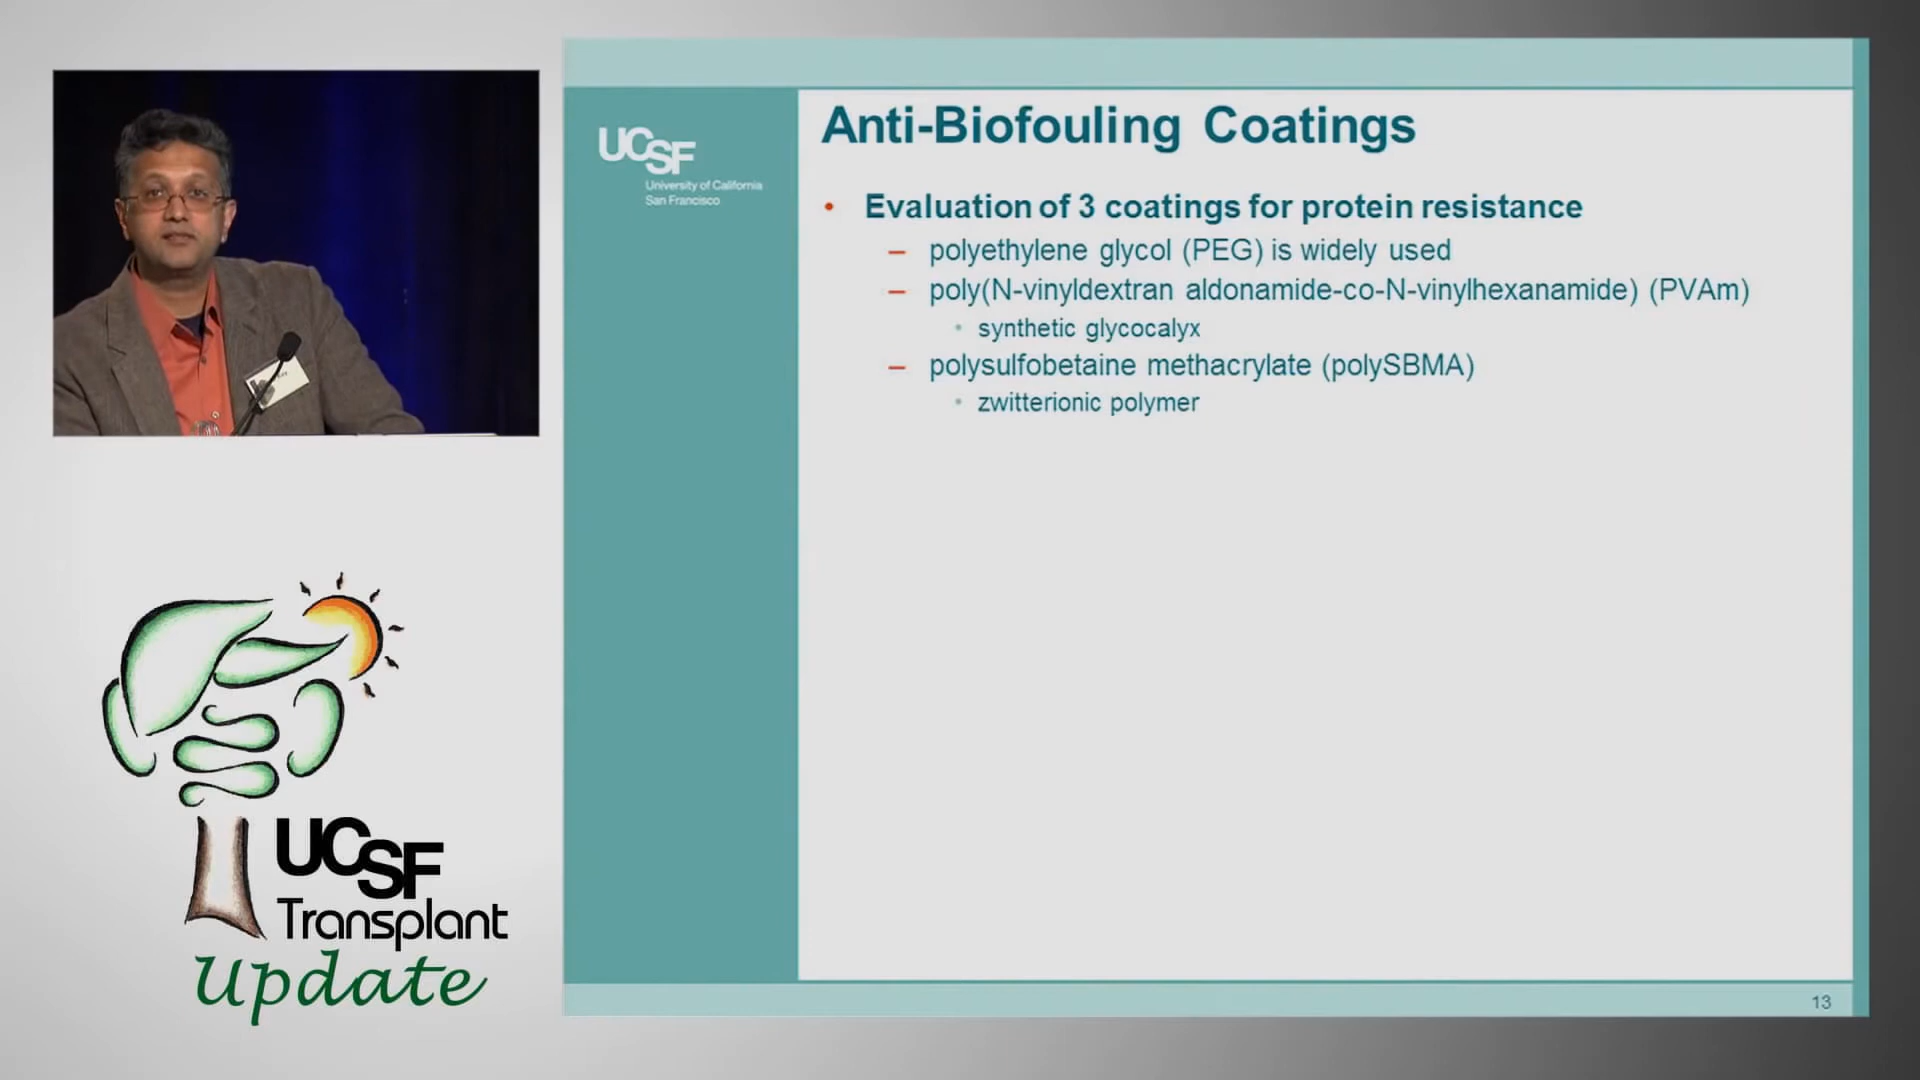 UCSF
University of California
San Francisco
Anti-Biofouling Coatings
• Evaluation of 3 coatings for protein resistance
– polyethylene glycol (PEG) is widely used
– poly(N-vinyldextran aldonamide-co-N-vinylhexanamide) (PVAm)
• synthetic glycocalyx
– polysulfobetaine methacrylate (polySBMA)
• zwitterionic polymer
13
UCSF
Transplant
Update